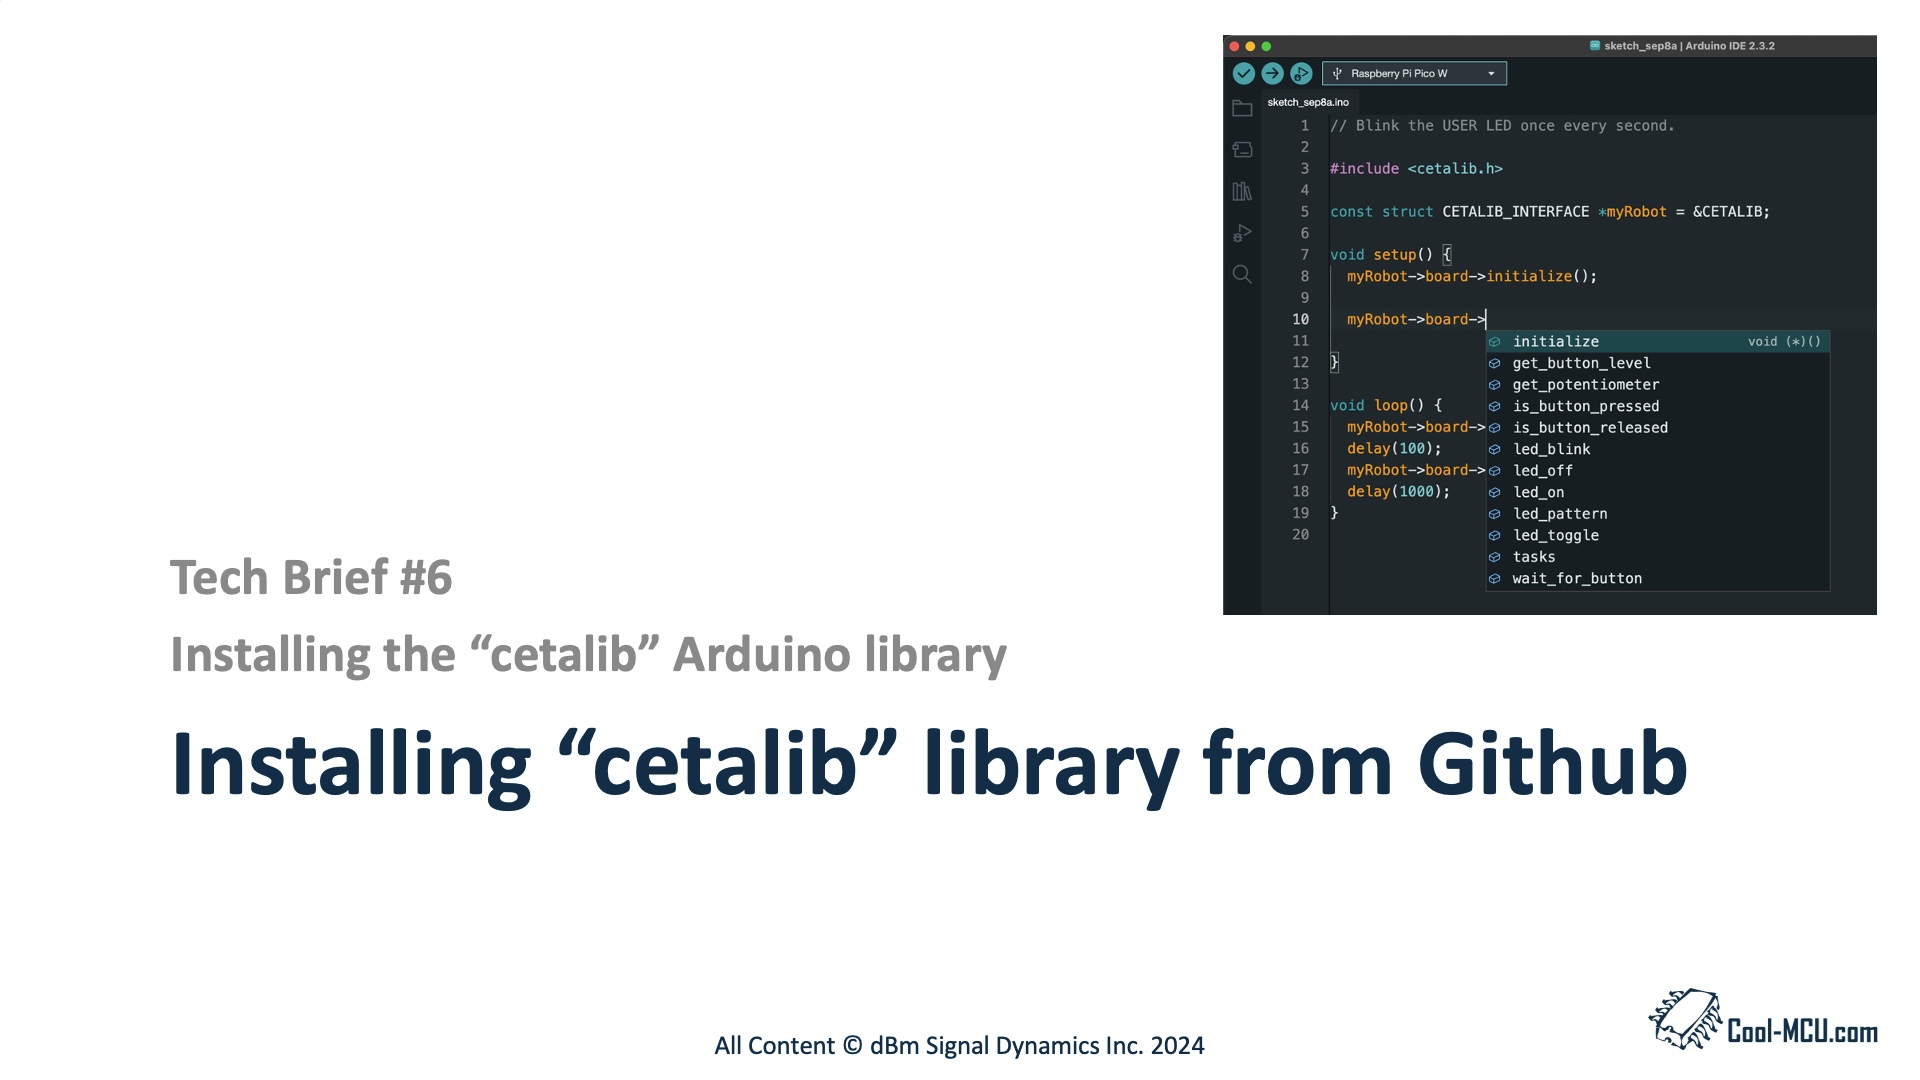 sketch_sep8a | Arduino IDE 2.3.2
Raspberry Pi Pico W
sketch_sep8a.ino
1 // Blink the USER LED once every second.
2
3 #include <cetalib.h>
4
5 const struct CETALIB_INTERFACE *myRobot = &CETALIB;
6
7 void setup() {
8 myRobot->board->initialize();
9
10 myRobot->board->
11
12 }
13
14 void loop() {
15 myRobot->board->
16 delay(100);
17 myRobot->board->
18 delay(1000);
19 }
20
initialize void (*)()
get_button_level
get_potentiometer
is_button_pressed
is_button_released
led_blink
led_off
led_on
led_pattern
led_toggle
tasks
wait_for_button
Tech Brief #6
Installing the “cetalib” Arduino library
Installing “cetalib” library from Github
All Content © dBm Signal Dynamics Inc. 2024
Cool-MCU.com